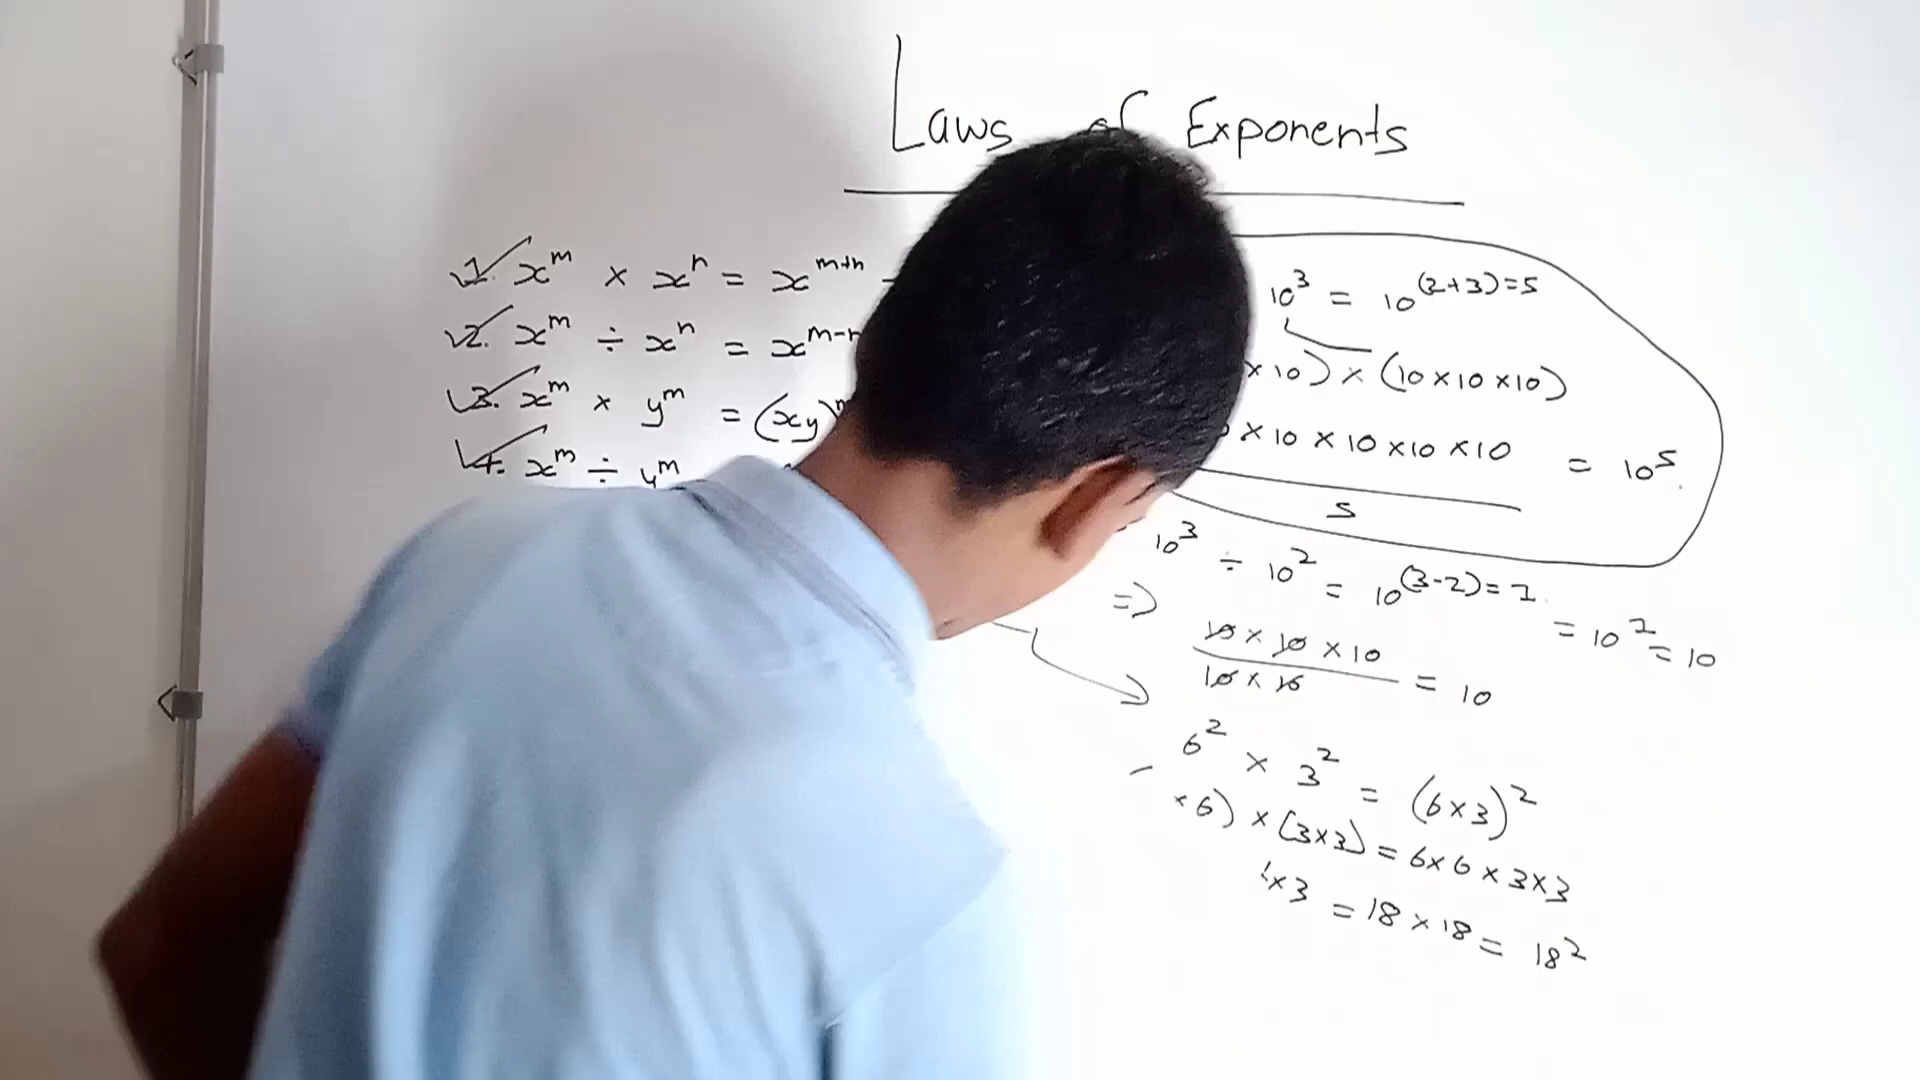 Laws of Exponents
1. x^m × x^n = x^(m+n)
2. x^m ÷ x^n = x^(m-n
3. x^m × y^m = (xy)^m
4. x^m ÷ y^m
10^3 = 10^(2+3)=5
× 10) × (10 × 10 × 10)
× 10 × 10 × 10 × 10 = 10^5
5
10^3 ÷ 10^2 = 10^(3-2)=1
= 10^1 = 10
=> 10 × 10 × 10
10 × 10
= 10
6^2 × 3^2 = (6×3)^2
× 6) × (3×3) = 6×6×3×3
×3 = 18 × 18 = 18^2